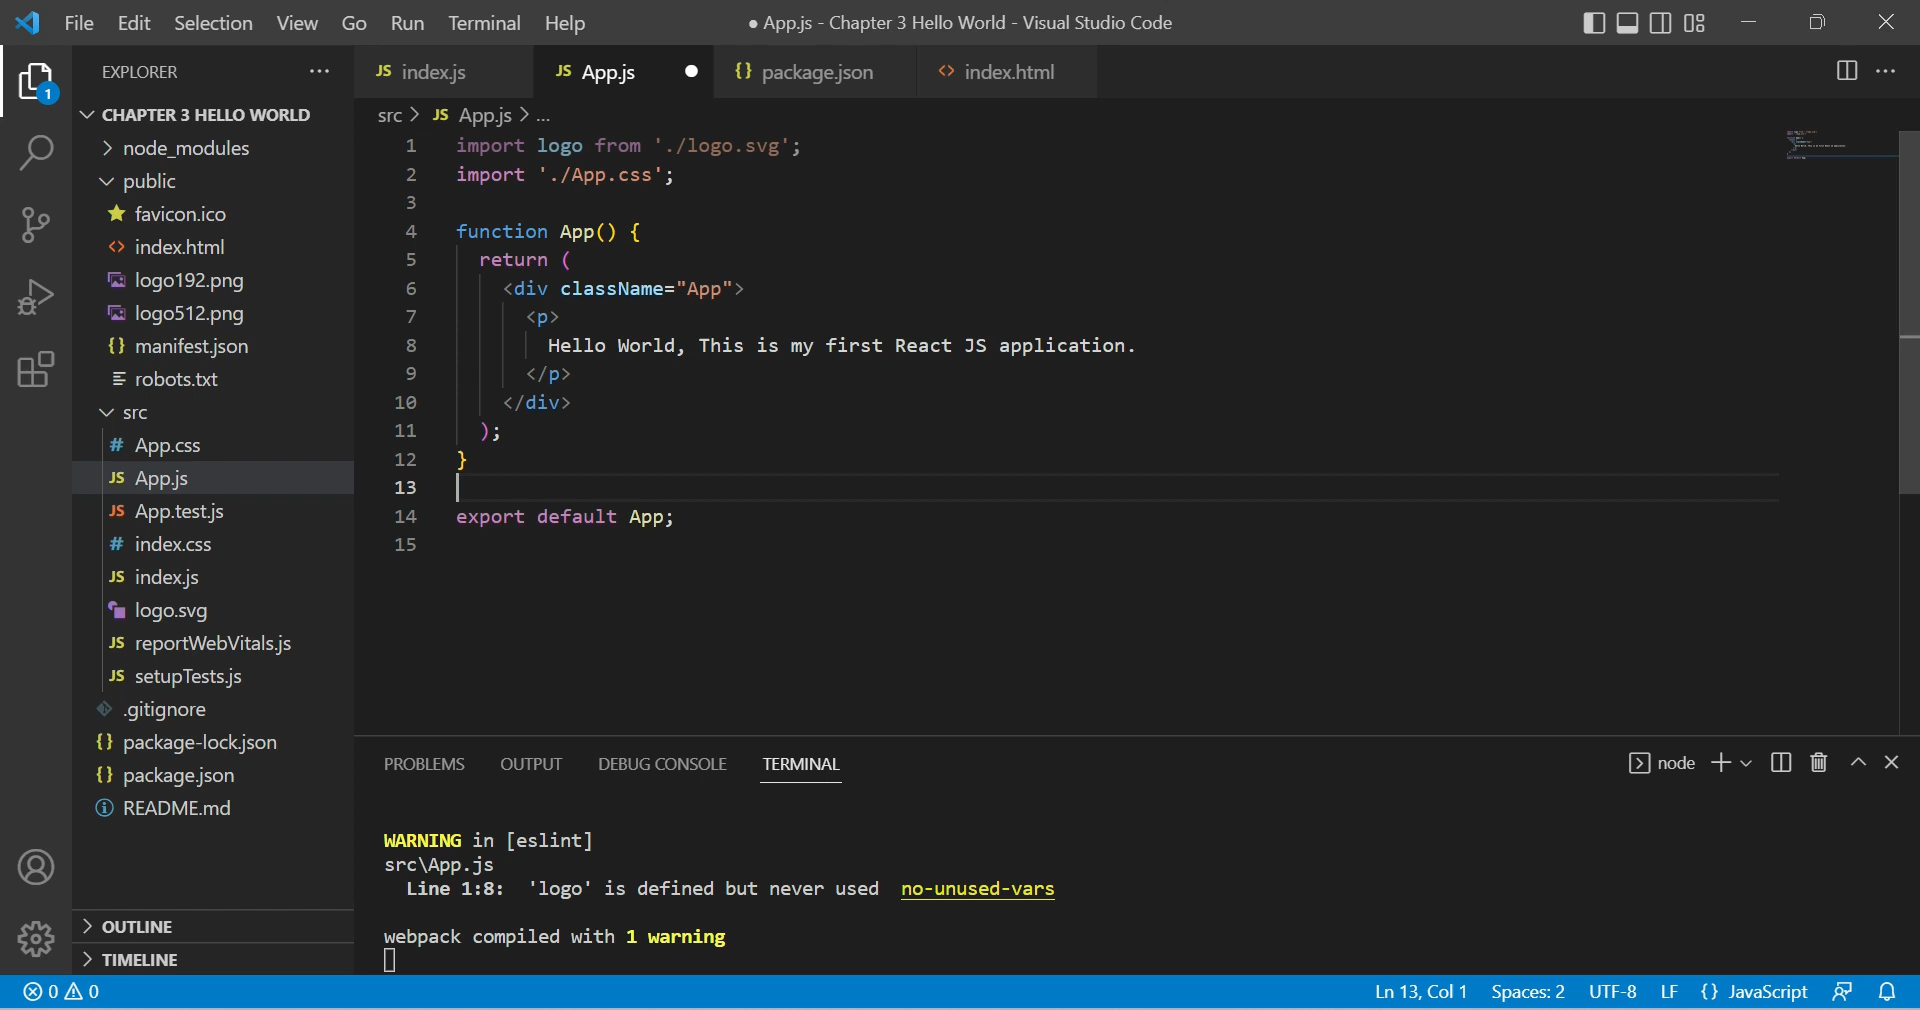 File Edit Selection View Go Run Terminal Help
● App.js - Chapter 3 Hello World - Visual Studio Code
1
EXPLORER ...
CHAPTER 3 HELLO WORLD
node_modules
public
favicon.ico
<> index.html
logo192.png
logo512.png
{} manifest.json
robots.txt
src
# App.css
JS App.js
JS App.test.js
# index.css
JS index.js
logo.svg
JS reportWebVitals.js
JS setupTests.js
.gitignore
{} package-lock.json
{} package.json
README.md
OUTLINE
TIMELINE
JS index.js JS App.js ● {} package.json <> index.html
src > JS App.js > ...
1 import logo from './logo.svg';
2 import './App.css';
3
4 function App() {
5 return (
6 <div className="App">
7 <p>
8 Hello World, This is my first React JS application.
9 </p>
10 </div>
11 );
12 }
13
14 export default App;
15
PROBLEMS OUTPUT DEBUG CONSOLE TERMINAL
node
WARNING in [eslint]
src\App.js
Line 1:8: 'logo' is defined but never used no-unused-vars
webpack compiled with 1 warning
0 0
Ln 13, Col 1 Spaces: 2 UTF-8 LF {} JavaScript